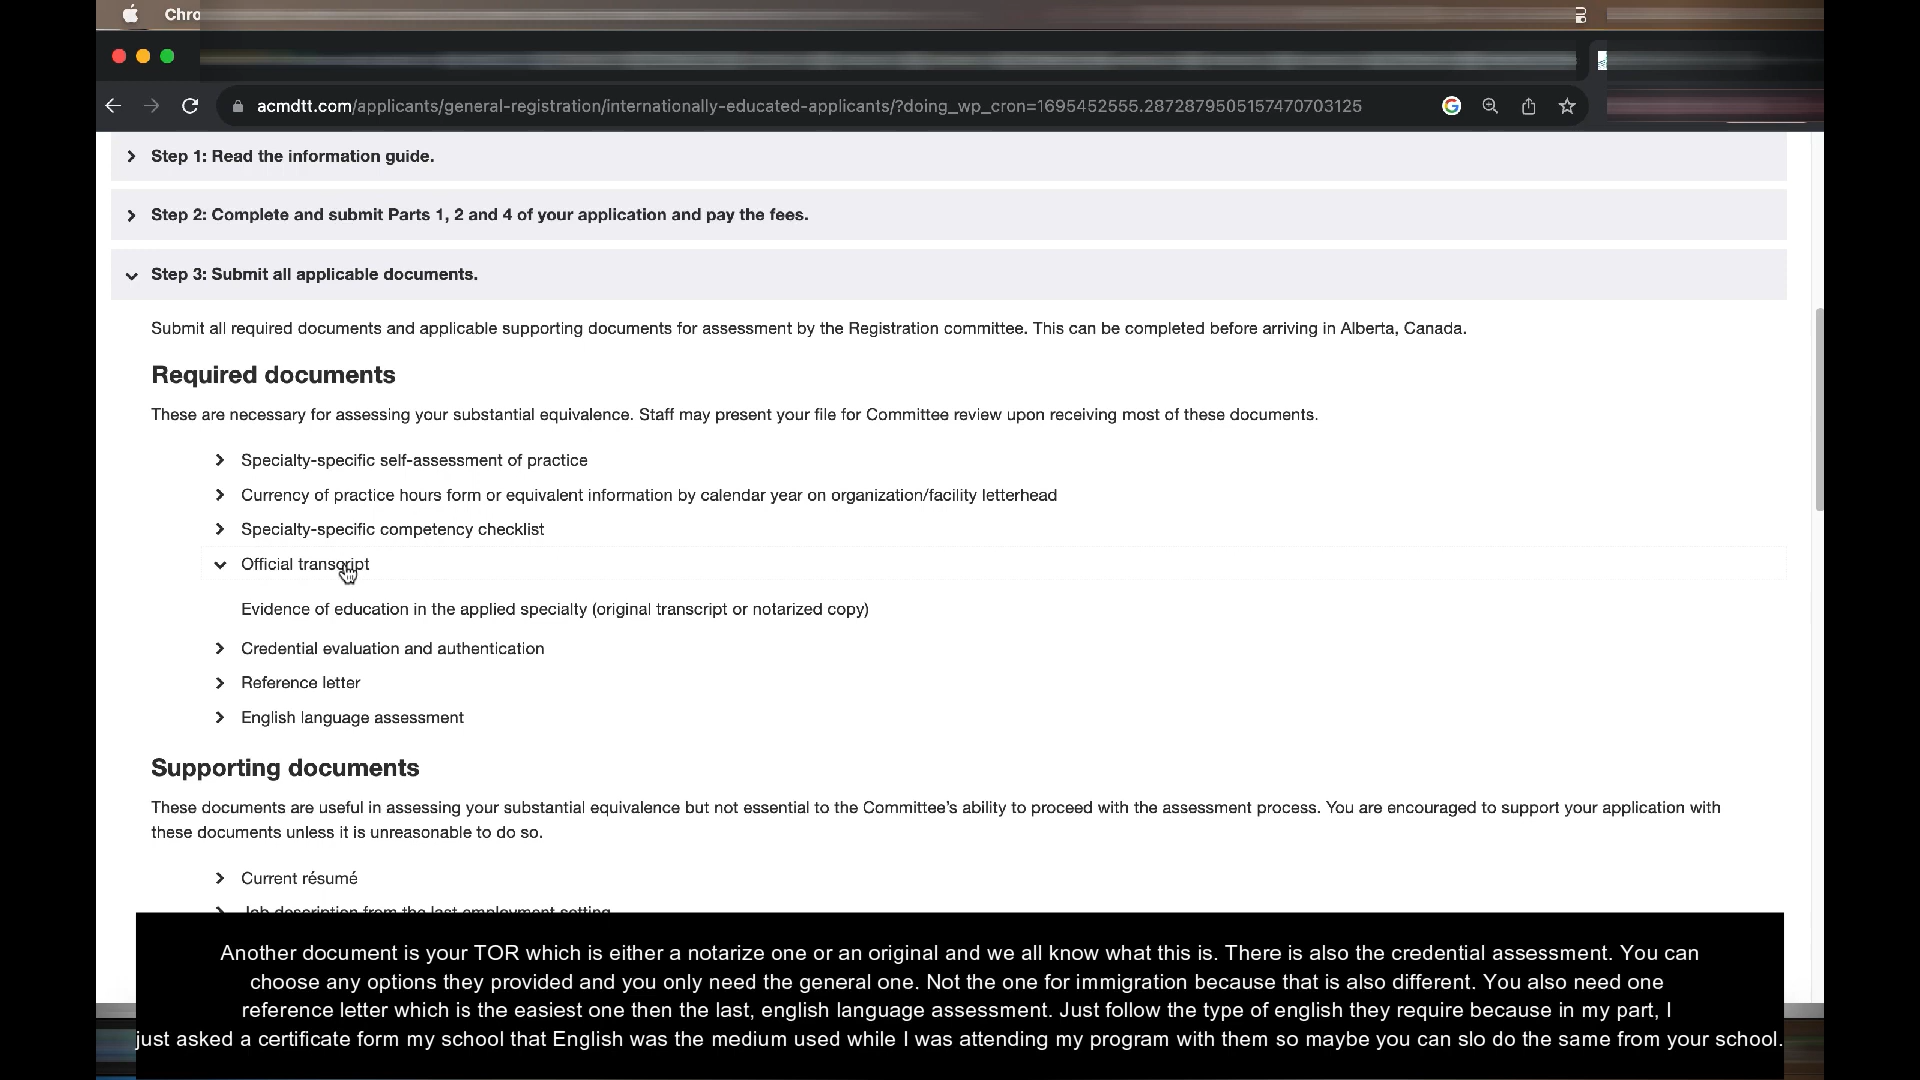 Chro
acmdtt.com/applicants/general-registration/internationally-educated-applicants/?doing_wp_cron=1695452555.2872879505157470703125
Step 1: Read the information guide.
Step 2: Complete and submit Parts 1, 2 and 4 of your application and pay the fees.
Step 3: Submit all applicable documents.
Submit all required documents and applicable supporting documents for assessment by the Registration committee. This can be completed before arriving in Alberta, Canada.
Required documents
These are necessary for assessing your substantial equivalence. Staff may present your file for Committee review upon receiving most of these documents.
Specialty-specific self-assessment of practice
Currency of practice hours form or equivalent information by calendar year on organization/facility letterhead
Specialty-specific competency checklist
Official transcript
Evidence of education in the applied specialty (original transcript or notarized copy)
Credential evaluation and authentication
Reference letter
English language assessment
Supporting documents
These documents are useful in assessing your substantial equivalence but not essential to the Committee's ability to proceed with the assessment process. You are encouraged to support your application with
these documents unless it is unreasonable to do so.
Current résumé
Job description from the last employment setting
Another document is your TOR which is either a notarize one or an original and we all know what this is. There is also the credential assessment. You can
choose any options they provided and you only need the general one. Not the one for immigration because that is also different. You also need one
reference letter which is the easiest one then the last, english language assessment. Just follow the type of english they require because in my part, I
just asked a certificate form my school that English was the medium used while I was attending my program with them so maybe you can slo do the same from your school.